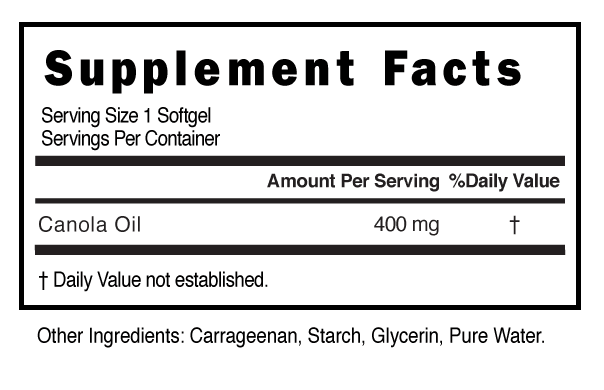 Supplement Facts
Serving Size 1 Softgel
Servings Per Container
Amount Per Serving %Daily Value
Canola Oil 400 mg †
† Daily Value not established.
Other Ingredients: Carrageenan, Starch, Glycerin, Pure Water.